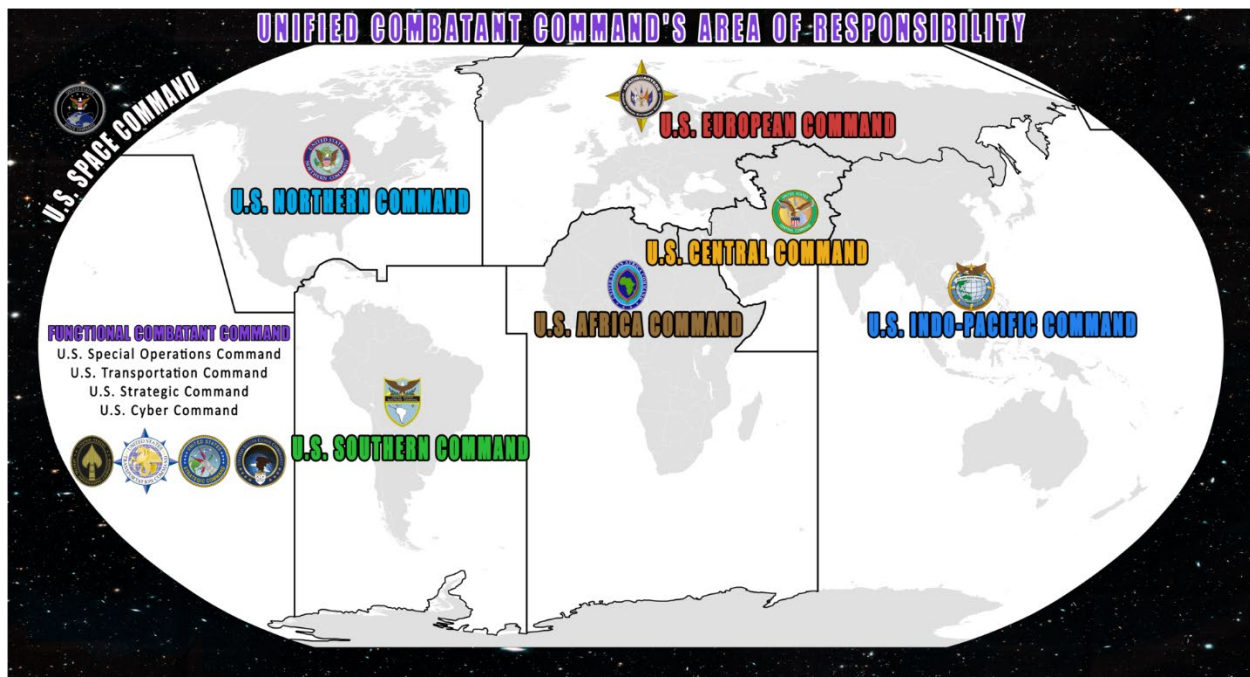 UNIFIED COMBATANT COMMAND'S AREA OF RESPONSIBILITY
U.S. SPACE COMMAND
U.S. EUROPEAN COMMAND
U.S. NORTHERN COMMAND
U.S. CENTRAL COMMAND
U.S. AFRICA COMMAND
U.S. INDO-PACIFIC COMMAND
FUNCTIONAL COMBATANT COMMAND
U.S. Special Operations Command
U.S. Transportation Command
U.S. Strategic Command
U.S. Cyber Command
U.S. SOUTHERN COMMAND